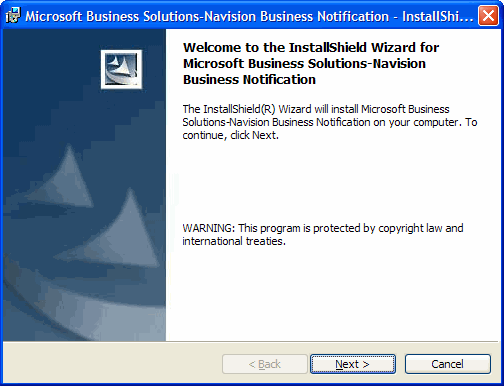 Microsoft Business Solutions-Navision Business Notification - InstallShi...
Welcome to the InstallShield Wizard for
Microsoft Business Solutions-Navision
Business Notification
The InstallShield(R) Wizard will install Microsoft Business
Solutions-Navision Business Notification on your computer. To
continue, click Next.
WARNING: This program is protected by copyright law and
international treaties.
< Back
Next >
Cancel